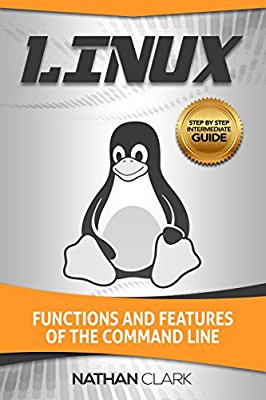 LINUX
STEP BY STEP
INTERMEDIATE
GUIDE
FUNCTIONS AND FEATURES
OF THE COMMAND LINE
NATHAN CLARK